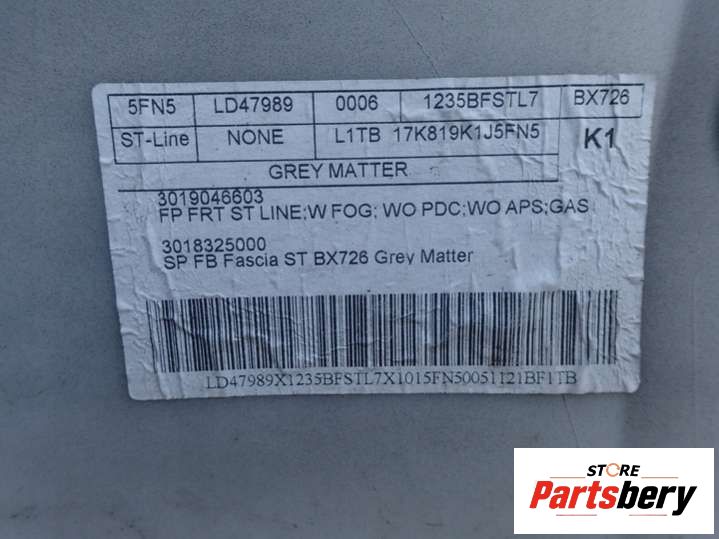 5FN5 LD47989 0006 1235BFSTL7 BX726
ST-Line NONE L1TB 17K819K1J5FN5 K1
GREY MATTER
3019046603
FP FRT ST LINE;W FOG; WO PDC;WO APS;GAS
3018325000
SP FB Fascia ST BX726 Grey Matter
LD47989X1235BFSTL7X1015FN50051121BF1TB
STORE
Partsbery